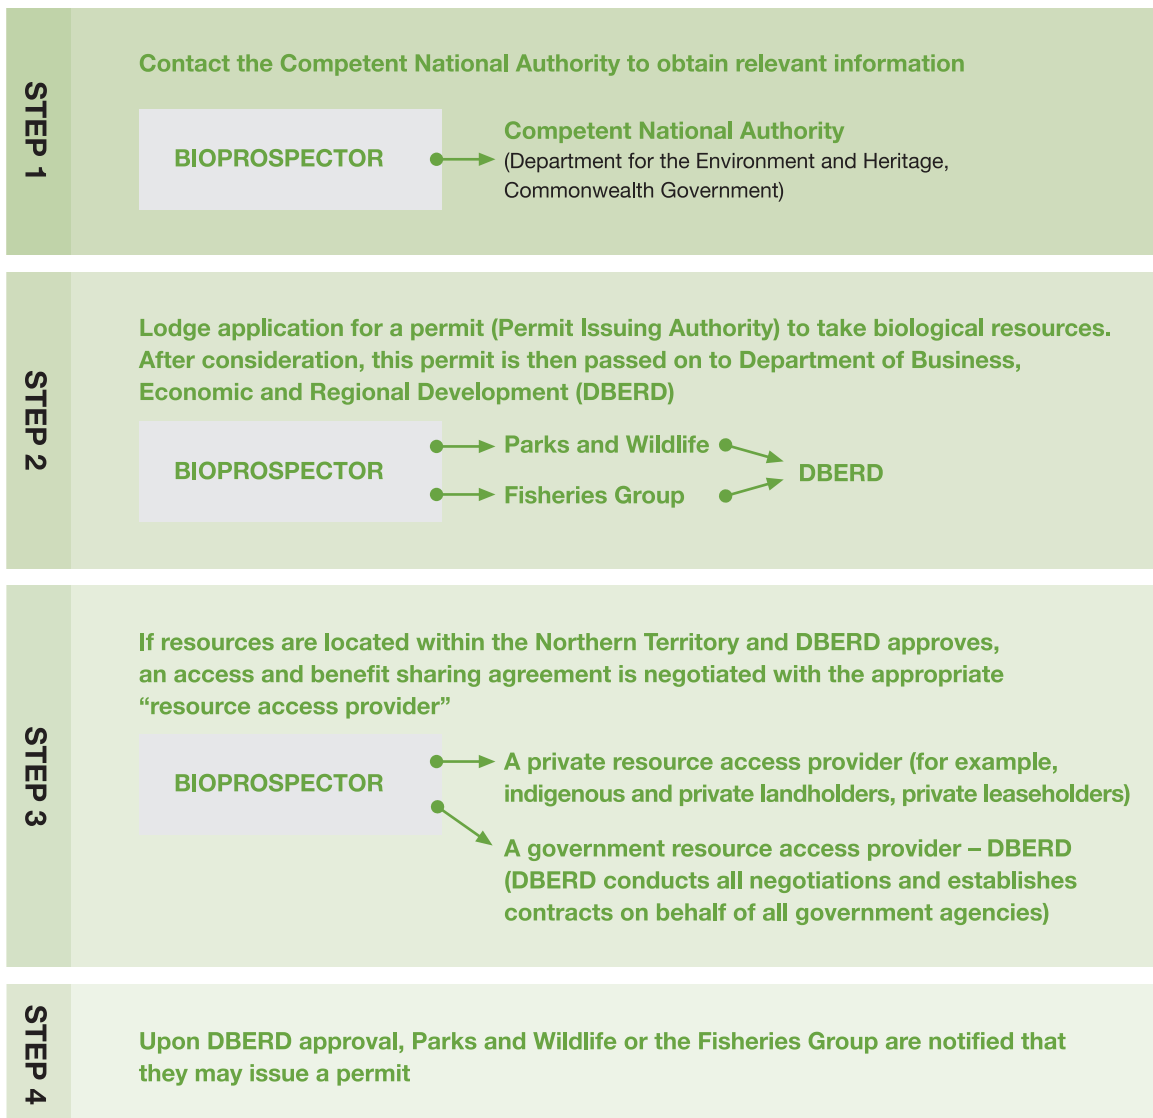 STEP 1
Contact the Competent National Authority to obtain relevant information
BIOPROSPECTOR
Competent National Authority
(Department for the Environment and Heritage,
Commonwealth Government)
STEP 2
Lodge application for a permit (Permit Issuing Authority) to take biological resources.
After consideration, this permit is then passed on to Department of Business,
Economic and Regional Development (DBERD)
BIOPROSPECTOR
Parks and Wildlife
Fisheries Group
DBERD
STEP 3
If resources are located within the Northern Territory and DBERD approves,
an access and benefit sharing agreement is negotiated with the appropriate
“resource access provider”
BIOPROSPECTOR
A private resource access provider (for example,
indigenous and private landholders, private leaseholders)
A government resource access provider – DBERD
(DBERD conducts all negotiations and establishes
contracts on behalf of all government agencies)
STEP 4
Upon DBERD approval, Parks and Wildlife or the Fisheries Group are notified that
they may issue a permit